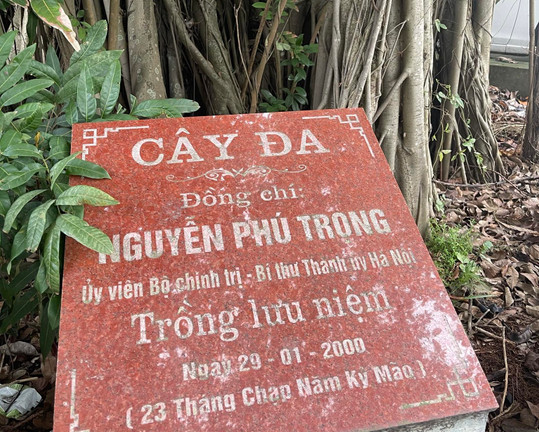 CÂY ĐA
Đồng chí:
NGUYỄN PHÚ TRỌNG
Ủy viên Bộ chính trị - Bí thư Thành ủy Hà Nội
Trồng lưu niệm
Ngày 29 - 01 - 2000
( 23 Tháng Chạp Năm Kỷ Mão )